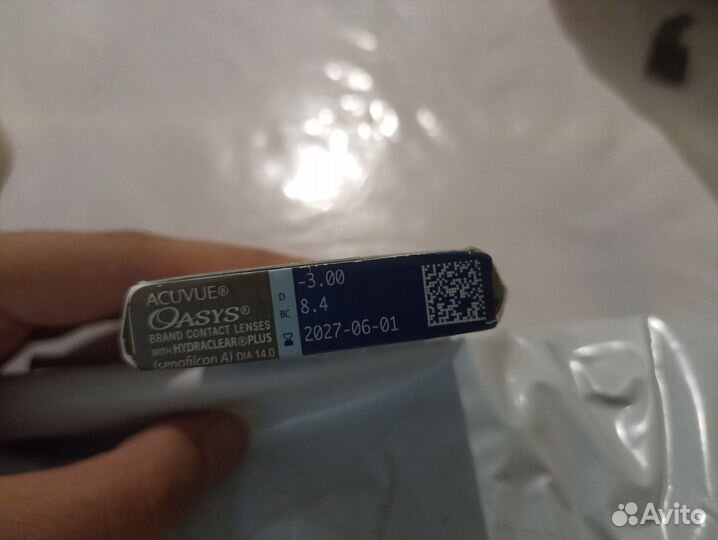 ACUVUE®
OASYS®
BRAND CONTACT LENSES
WITH HYDRACLEAR®PLUS
(senofilcon A) DIA 14.0
D -3.00
BC 8.4
2027-06-01
Avito